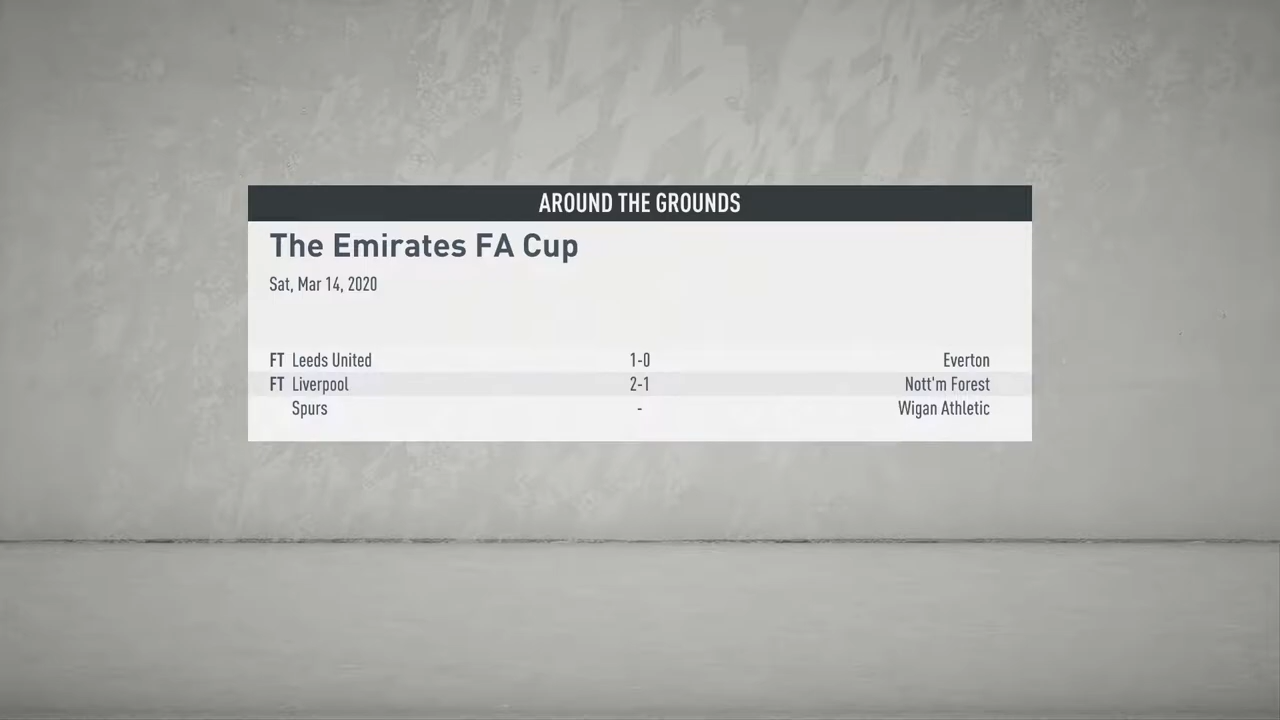 AROUND THE GROUNDS
The Emirates FA Cup
Sat, Mar 14, 2020
FT Leeds United 1-0 Everton
FT Liverpool 2-1 Nott'm Forest
Spurs - Wigan Athletic